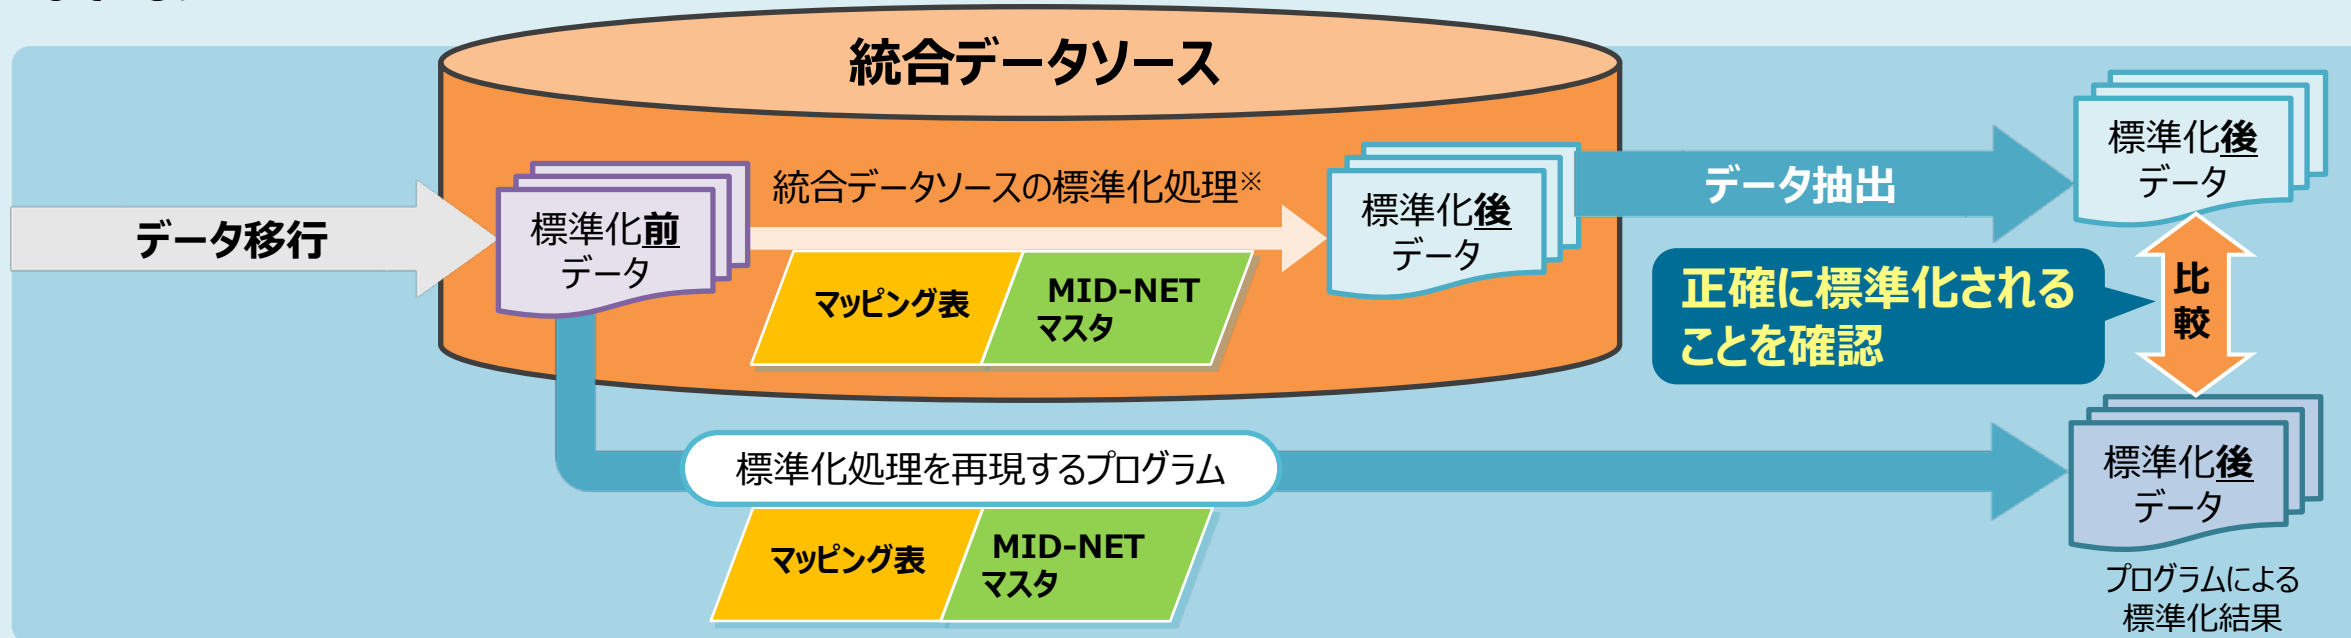 統合データソース
データ移行
標準化前
データ
統合データソースの標準化処理※
マッピング表
MID-NET
マスタ
標準化後
データ
データ抽出
標準化後
データ
正確に標準化される
ことを確認
比
較
標準化処理を再現するプログラム
マッピング表
MID-NET
マスタ
標準化後
データ
プログラムによる
標準化結果